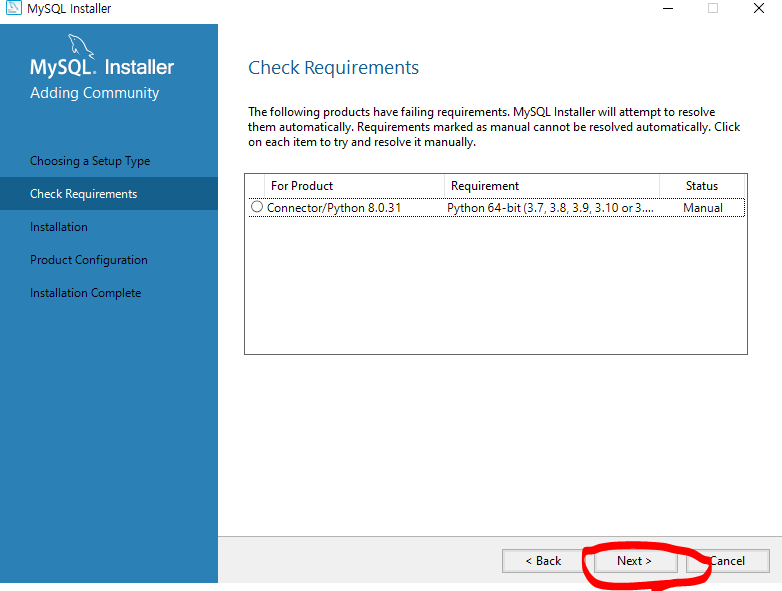 MySQL Installer
MySQL. Installer
Adding Community
Choosing a Setup Type
Check Requirements
Installation
Product Configuration
Installation Complete
Check Requirements
The following products have failing requirements. MySQL Installer will attempt to resolve
them automatically. Requirements marked as manual cannot be resolved automatically. Click
on each item to try and resolve it manually.
For Product Requirement Status
Connector/Python 8.0.31 Python 64-bit (3.7, 3.8, 3.9, 3.10 or 3.... Manual
< Back Next > Cancel